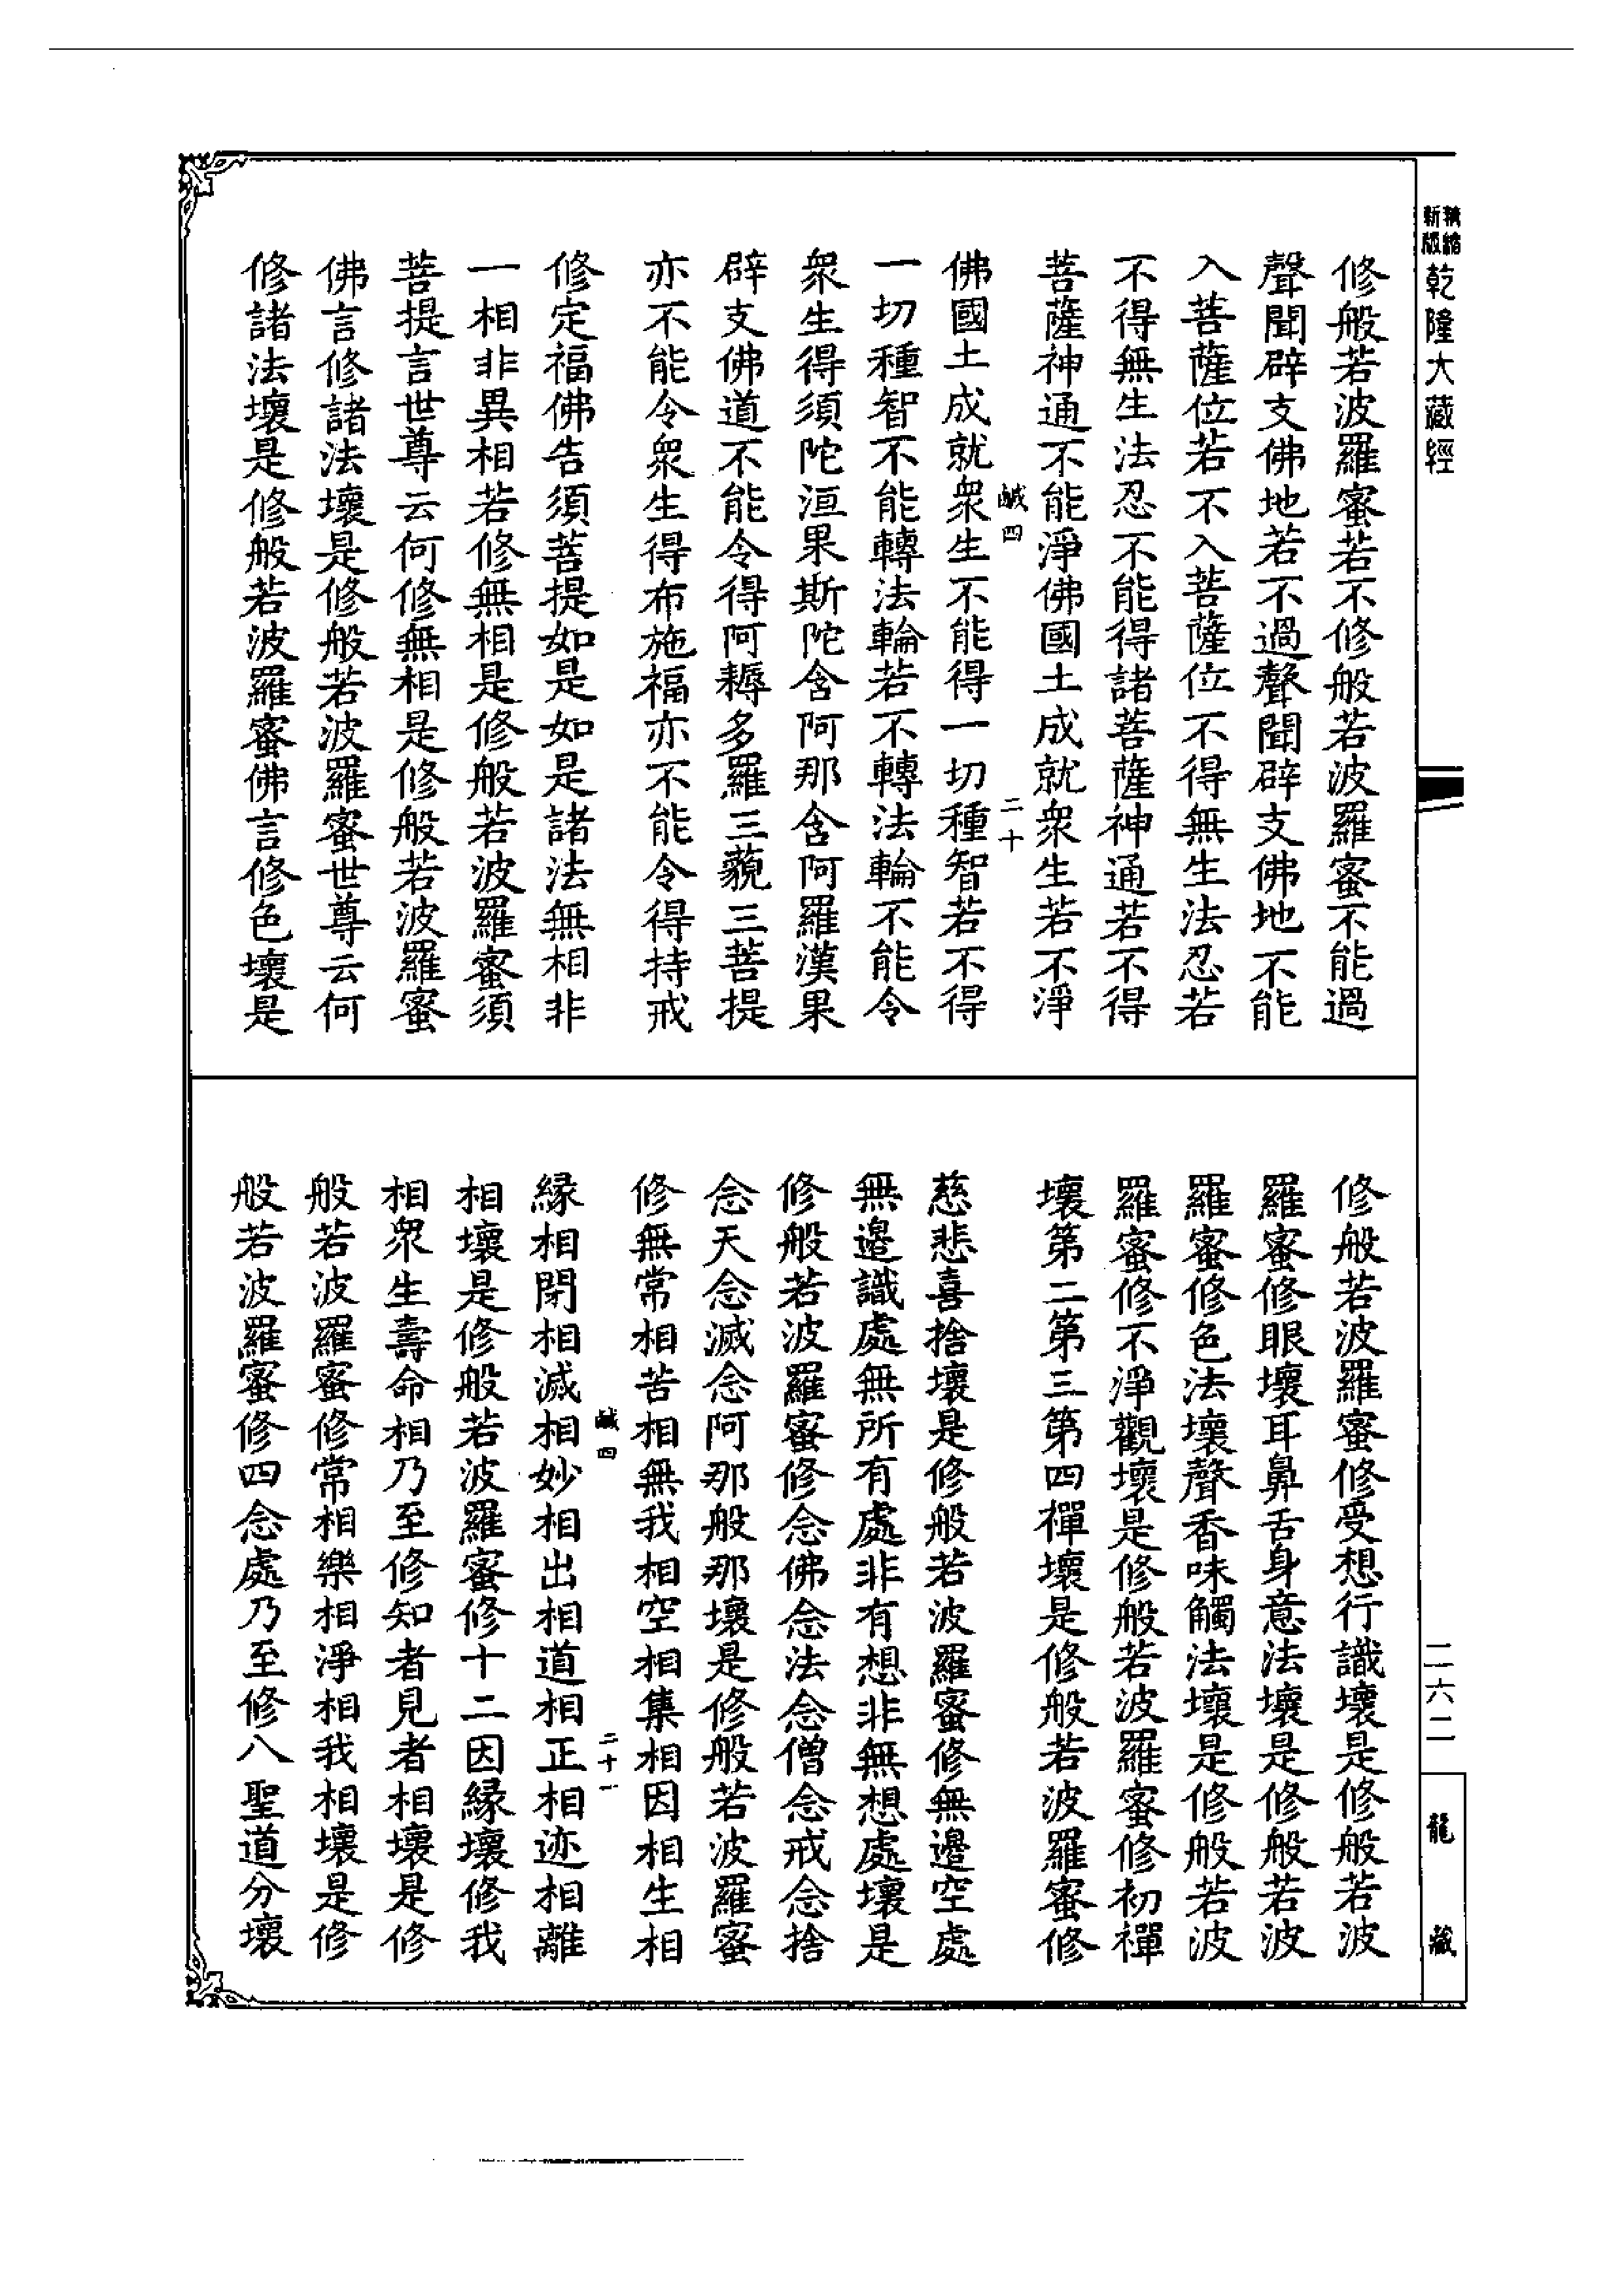 精縮新版乾隆大藏經
修般若波羅蜜若不修般若波羅蜜不能過
聲聞辟支佛地若不過聲聞辟支佛地不能
入菩薩位若不入菩薩位不得無生法忍若
不得無生法忍不能得諸菩薩神通若不得
菩薩神通不能淨佛國土成就衆生若不淨
鹹四
二十
佛國土成就衆生不能得一切種智若不得
一切種智不能轉法輪若不轉法輪不能令
衆生得須陀洹果斯陀含阿那含阿羅漢果
辟支佛道不能令得阿耨多羅三藐三菩提
亦不能令衆生得布施福亦不能令得持戒
修定福佛告須菩提如是如是諸法無相非
一相非異相若修無相是修般若波羅蜜須
菩提言世尊云何修無相是修般若波羅蜜
佛言修諸法壞是修般若波羅蜜世尊云何
修諸法壞是修般若波羅蜜佛言修色壞是
修般若波羅蜜修受想行識壞是修般若波
羅蜜修眼壞耳鼻舌身意法壞是修般若波
羅蜜修色法壞聲香味觸法壞是修般若波
羅蜜修不淨觀壞是修般若波羅蜜修初禪
壞第二第三第四禪壞是修般若波羅蜜修
慈悲喜捨壞是修般若波羅蜜修無邊空處
無邊識處無所有處非有想非無想處壞是
修般若波羅蜜修念佛念法念僧念戒念捨
念天念滅念阿那般那壞是修般若波羅蜜
修無常相苦相無我相空相集相因相生相
鹹四
二十一
緣相閉相滅相妙相出相道相正相迹相離
相壞是修般若波羅蜜修十二因緣壞修我
相衆生壽命相乃至修知者見者相壞是修
般若波羅蜜修常相樂相淨相我相壞是修
般若波羅蜜修四念處乃至修八聖道分壞
二六二
龍藏